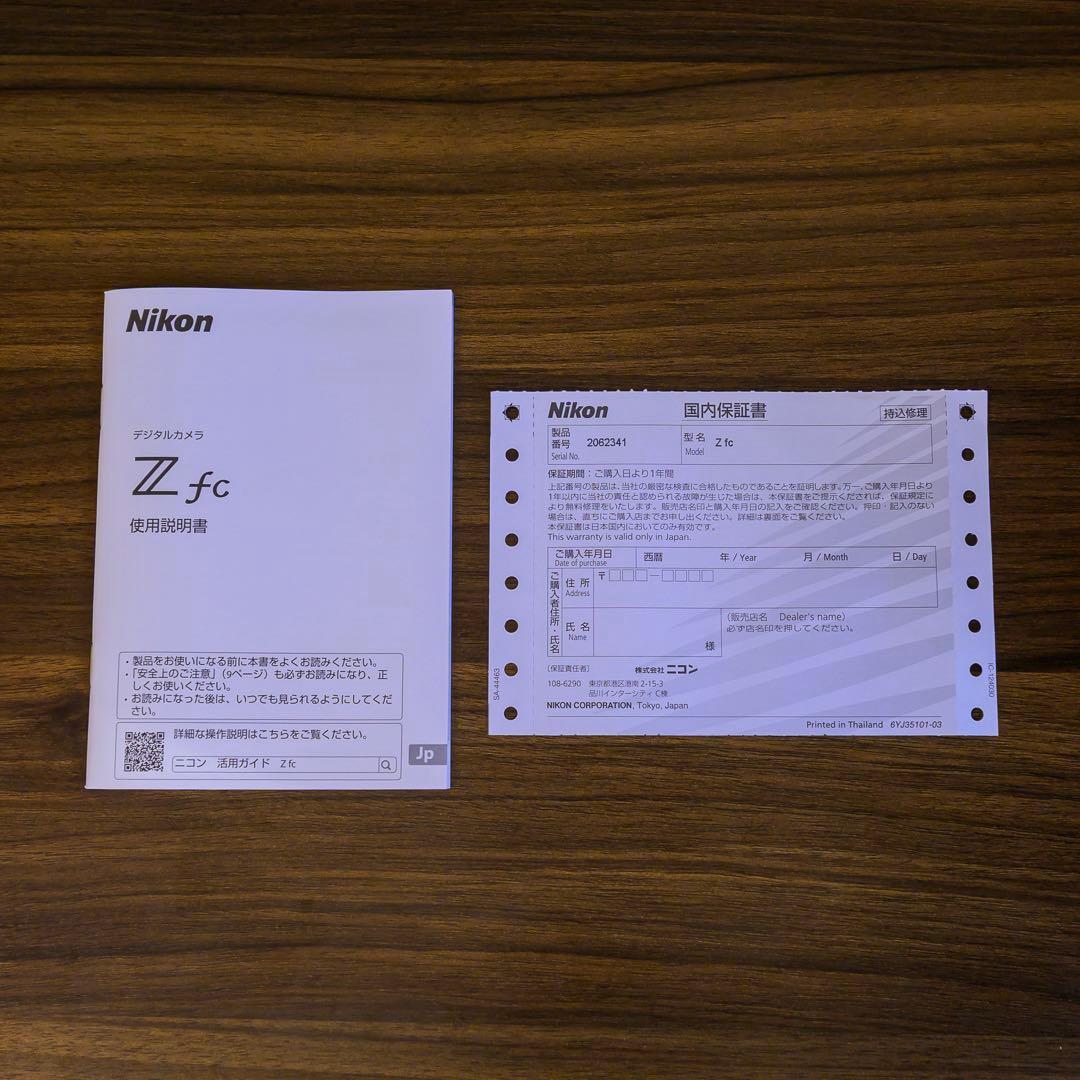 Nikon
デジタルカメラ
Z fc
使用説明書
・製品をお使いになる前に本書をよくお読みください。
・「安全上のご注意」（9ページ）も必ずお読みになり、正
しくお使いください。
・お読みになった後は、いつでも見られるようにしてくだ
さい。
詳細な操作説明はこちらをご覧ください。
ニコン 活用ガイド Z fc
Jp
Nikon 国内保証書 持込修理
製品
番号 2062341
Serial No.
型名 Z fc
Model
保証期間：ご購入日より1年間
上記番号の製品は、当社の厳密な検査に合格したものであることを証明します。万一、ご購入年月日より
1年以内に当社の責任と認められる故障が生じた場合は、本保証書をご提示くだされば、保証規定に
より無料修理をいたします。販売店名印と購入年月日の記入をご確認ください。押印・記入のない
場合は、直ちにご購入店までお申し出ください。詳細は裏面をご覧ください。
本保証書は日本国内においてのみ有効です。
This warranty is valid only in Japan.
ご購入年月日 西暦 年 / Year 月 / Month 日 / Day
Date of purchase
ご購入者住所・氏名
住所 〒□□□－□□□□
Address
氏名
Name
様
（販売店名 Dealer's name）
必ず店名印を押してください。
（保証責任者） 株式会社 ニコン
108-6290 東京都港区港南 2-15-3
品川インターシティ C棟
NIKON CORPORATION, Tokyo, Japan
Printed in Thailand 6YJ35101-03
SA-44463
IC-124030